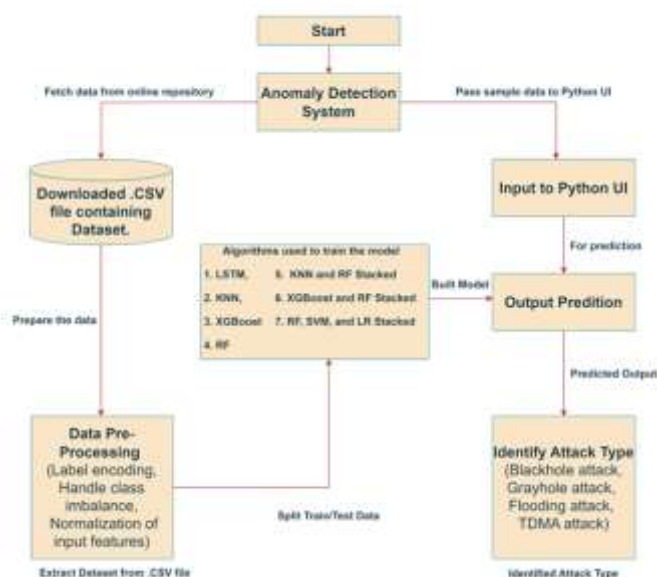 Start
Fetch data from online repository
Anomaly Detection
System
Pass sample data to Python UI
Downloaded .CSV
file containing
Dataset.
Input to Python UI
For prediction
Algorithms used to train the model
1. LSTM,
5. KNN and RF Stacked
2. KNN,
6. XGBoost and RF Stacked
3. XGBoost
7. RF, SVM, and LR Stacked
4. RF
Built Model
Output Predition
Prepare the data
Predicted Output
Data Pre-
Processing
(Label encoding,
Handle class
imbalance,
Normalization of
input features)
Split Train/Test Data
Identify Attack Type
(Blackhole attack,
Grayhole attack,
Flooding attack,
TDMA attack)
Extract Dataset from .CSV file
Identified Attack Type